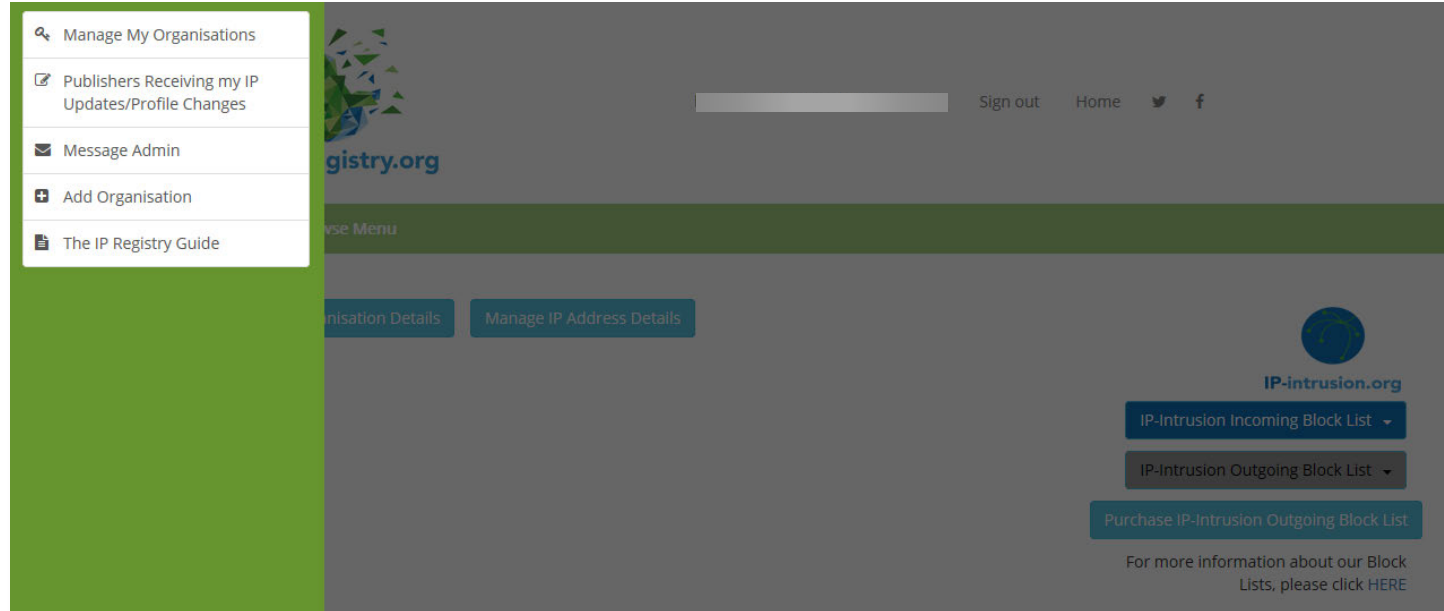 Manage My Organisations
Publishers Receiving my IP
Updates/Profile Changes
Message Admin
Add Organisation
The IP Registry Guide
gistry.org
Sign out Home
wse Menu
nisation Details Manage IP Address Details
IP-intrusion.org
IP-Intrusion Incoming Block List
IP-Intrusion Outgoing Block List
Purchase IP-Intrusion Outgoing Block List
For more information about our Block
Lists, please click HERE